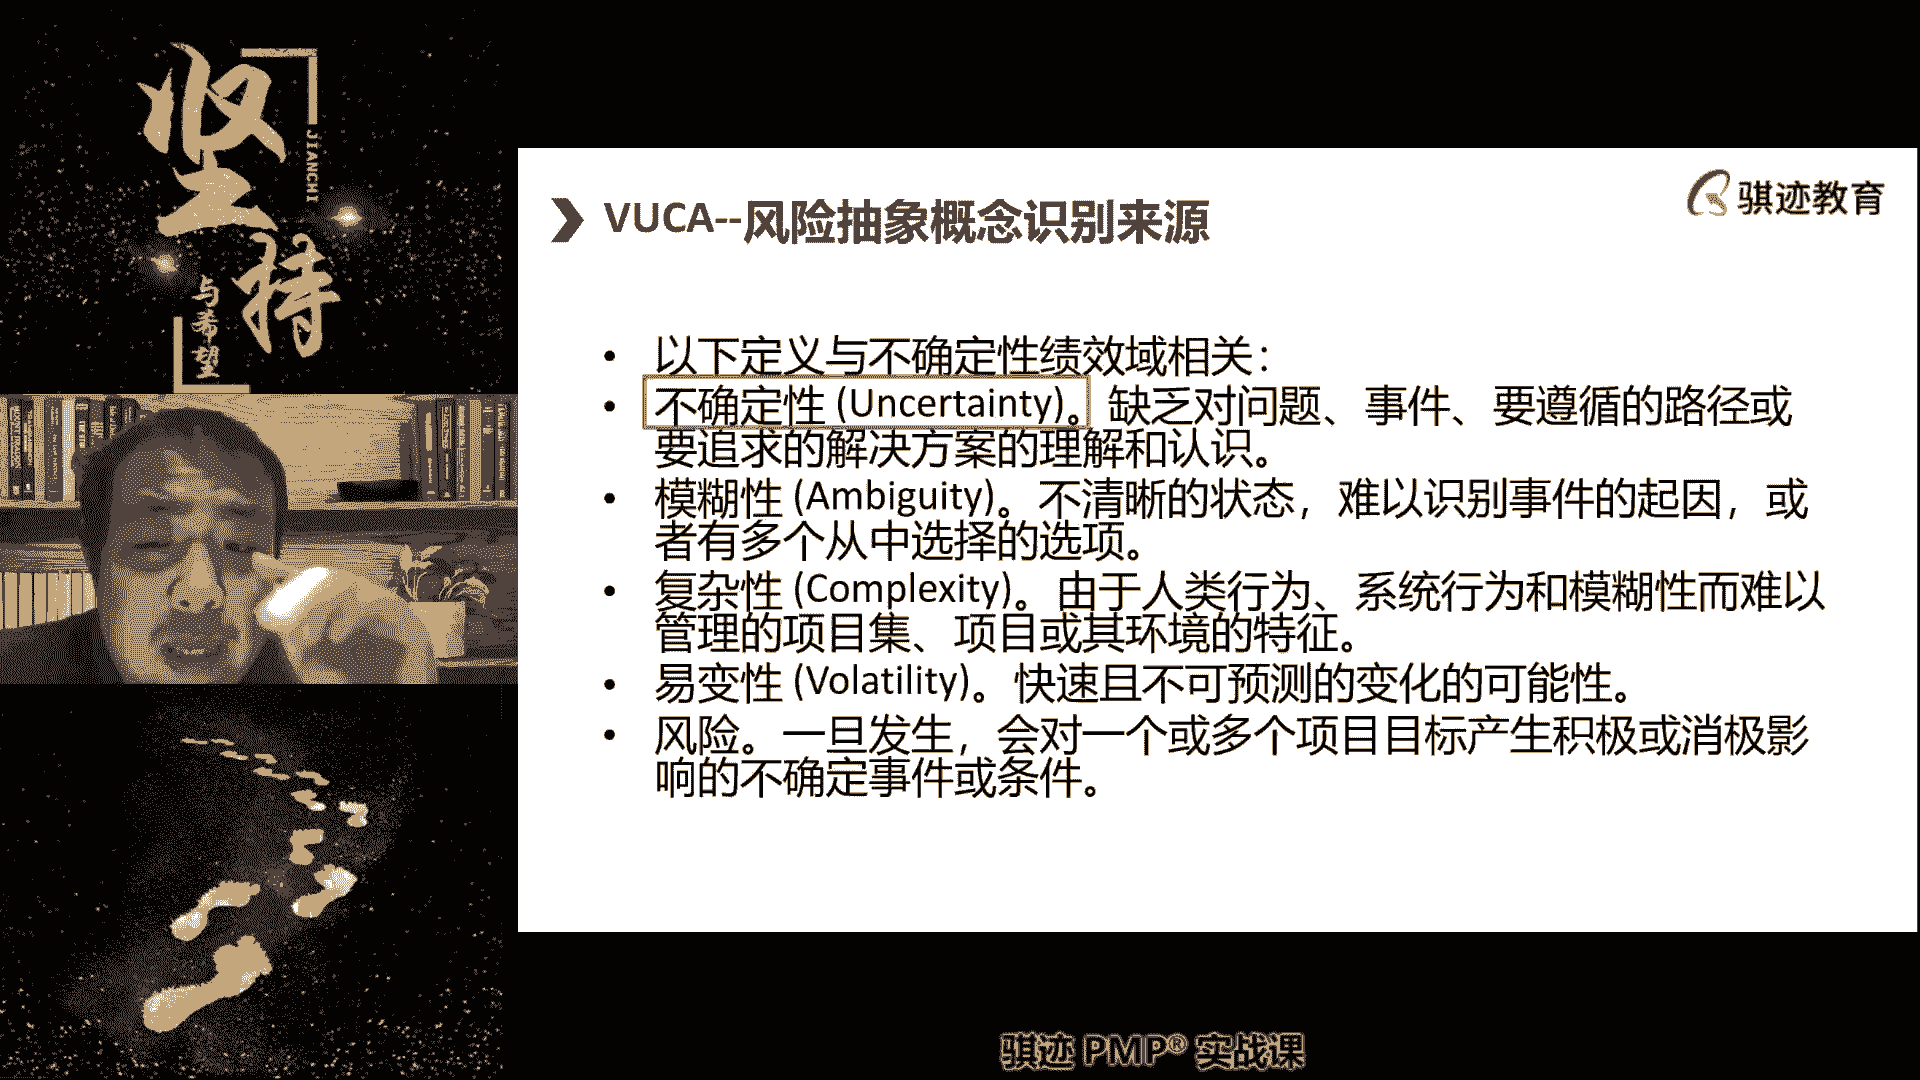 坚持
JIANCHI
与希望
骐迹教育
VUCA--风险抽象概念识别来源
• 以下定义与不确定性绩效域相关：
• 不确定性 (Uncertainty)。缺乏对问题、事件、要遵循的路径或
要追求的解决方案的理解和认识。
• 模糊性 (Ambiguity)。不清晰的状态，难以识别事件的起因，或
者有多个从中选择的选项。
• 复杂性 (Complexity)。由于人类行为、系统行为和模糊性而难以
管理的项目集、项目或其环境的特征。
• 易变性 (Volatility)。快速且不可预测的变化的可能性。
• 风险。一旦发生，会对一个或多个项目目标产生积极或消极影
响的不确定事件或条件。
骐迹 PMP® 实战课